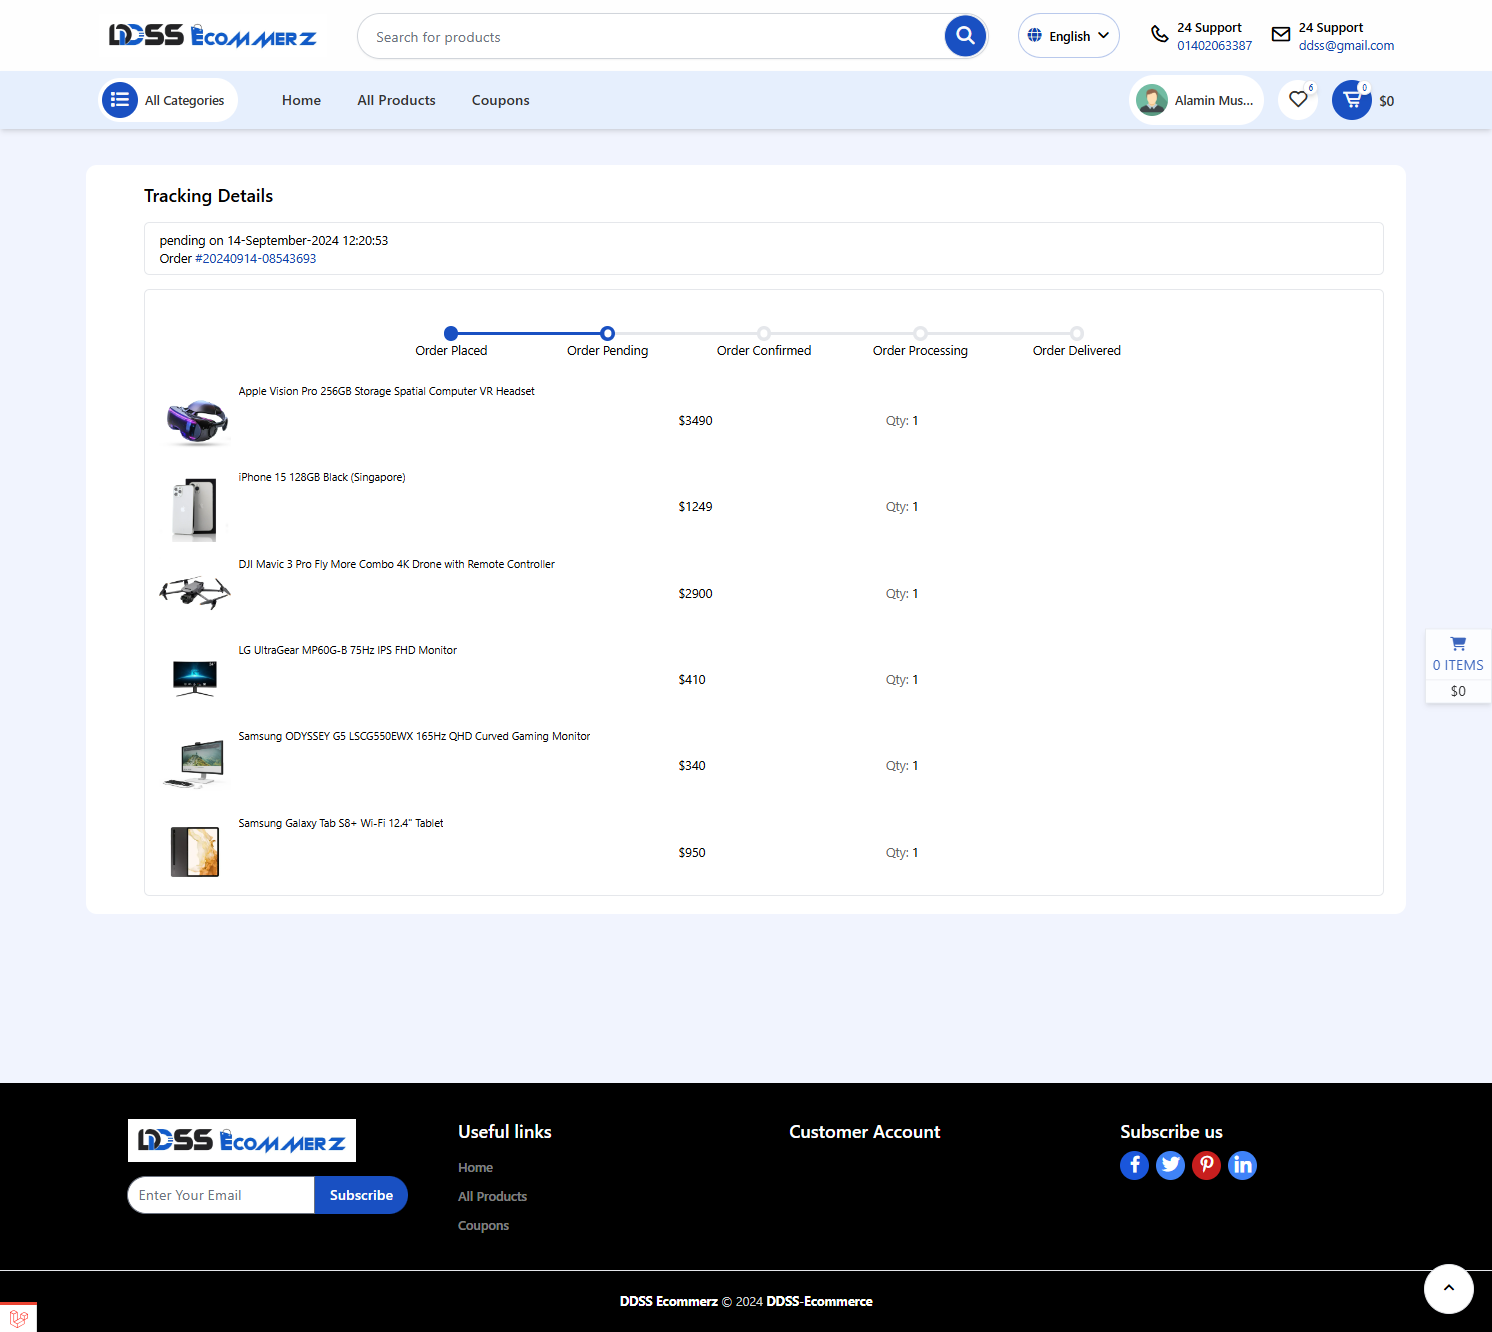 DDSS Ecommerz
Search for products
English
24 Support
01402063387
24 Support
ddss@gmail.com
All Categories
Home
All Products
Coupons
Alamin Mus...
6
0
$0
Tracking Details
pending on 14-September-2024 12:20:53
Order #20240914-08543693
Order Placed
Order Pending
Order Confirmed
Order Processing
Order Delivered
Apple Vision Pro 256GB Storage Spatial Computer VR Headset
$3490
Qty: 1
iPhone 15 128GB Black (Singapore)
$1249
Qty: 1
DJI Mavic 3 Pro Fly More Combo 4K Drone with Remote Controller
$2900
Qty: 1
LG UltraGear MP60G-B 75Hz IPS FHD Monitor
$410
Qty: 1
Samsung ODYSSEY G5 LSCG550EWX 165Hz QHD Curved Gaming Monitor
$340
Qty: 1
Samsung Galaxy Tab S8+ Wi-Fi 12.4" Tablet
$950
Qty: 1
0 ITEMS
$0
DDSS Ecommerz
Enter Your Email
Subscribe
Useful links
Home
All Products
Coupons
Customer Account
Subscribe us
DDSS Ecommerz © 2024 DDSS-Ecommerce